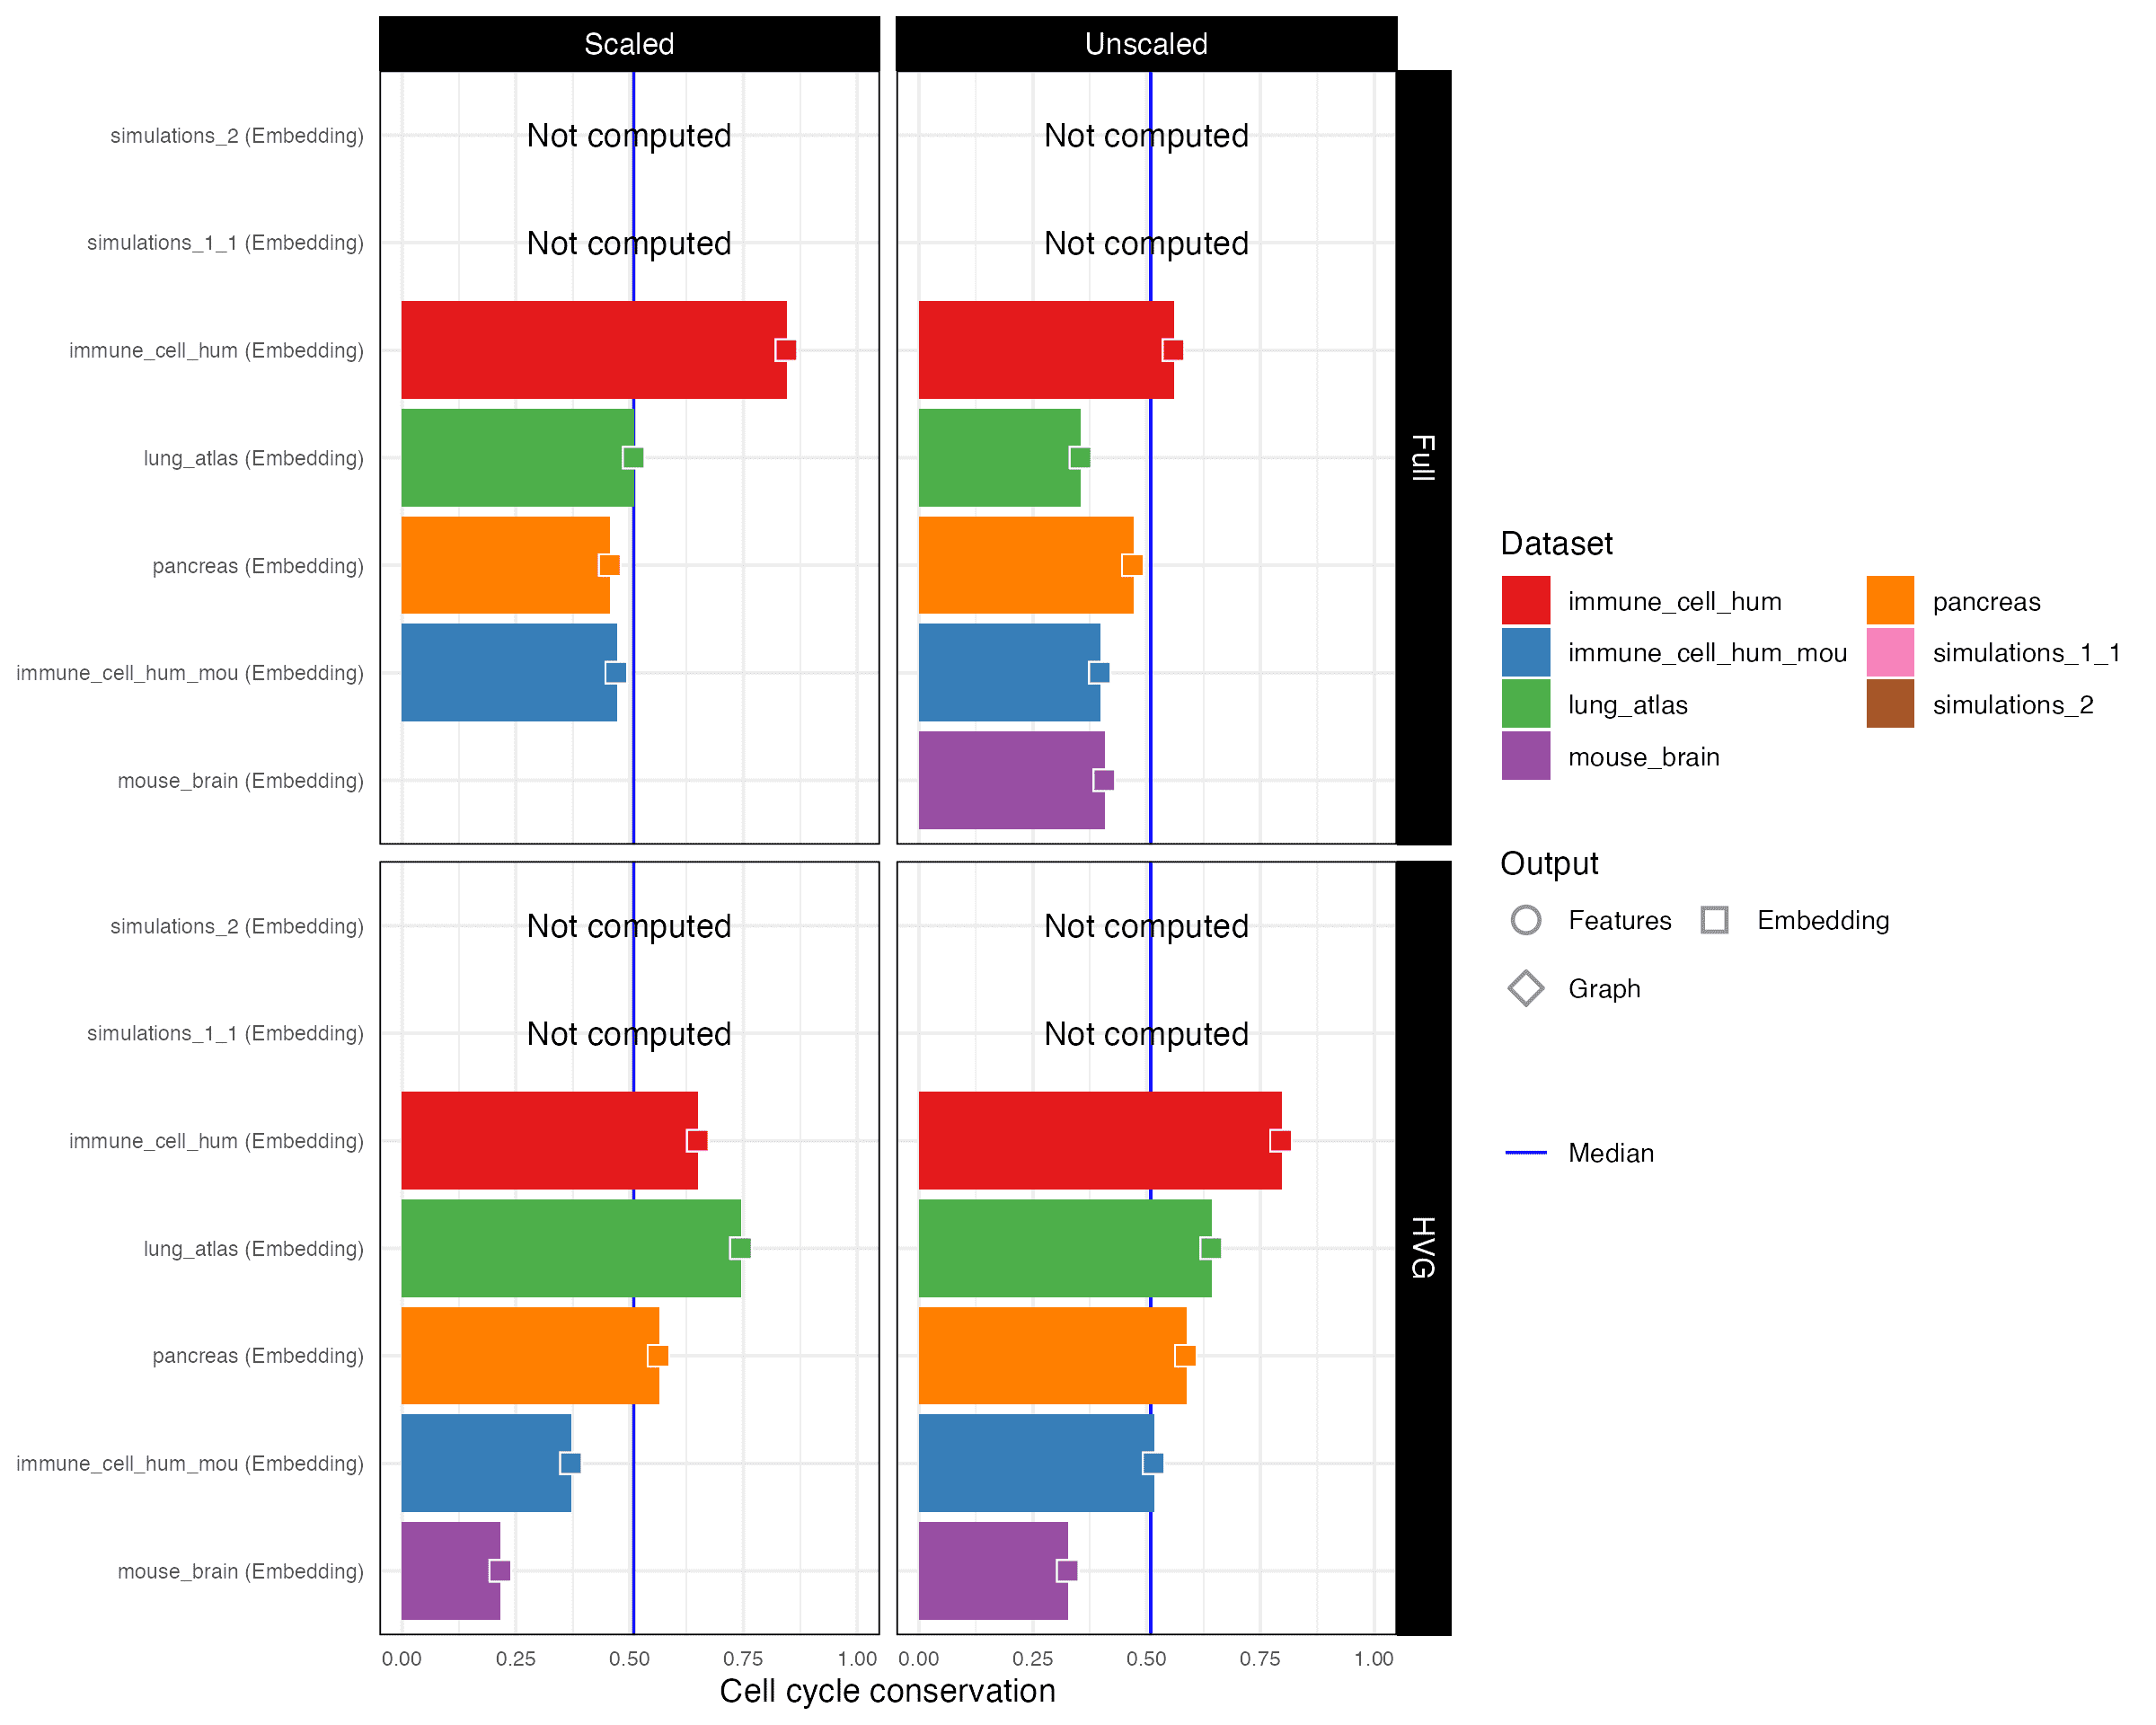 Scaled
Unscaled
simulations_2 (Embedding)
Not computed
Not computed
simulations_1_1 (Embedding)
Not computed
Not computed
immune_cell_hum (Embedding)
lung_atlas (Embedding)
pancreas (Embedding)
immune_cell_hum_mou (Embedding)
mouse_brain (Embedding)
Full
simulations_2 (Embedding)
Not computed
Not computed
simulations_1_1 (Embedding)
Not computed
Not computed
immune_cell_hum (Embedding)
lung_atlas (Embedding)
pancreas (Embedding)
immune_cell_hum_mou (Embedding)
mouse_brain (Embedding)
HVG
0.00 0.25 0.50 0.75 1.00
0.00 0.25 0.50 0.75 1.00
Cell cycle conservation
Dataset
immune_cell_hum
pancreas
immune_cell_hum_mou
simulations_1_1
lung_atlas
simulations_2
mouse_brain
Output
Features
Embedding
Graph
Median